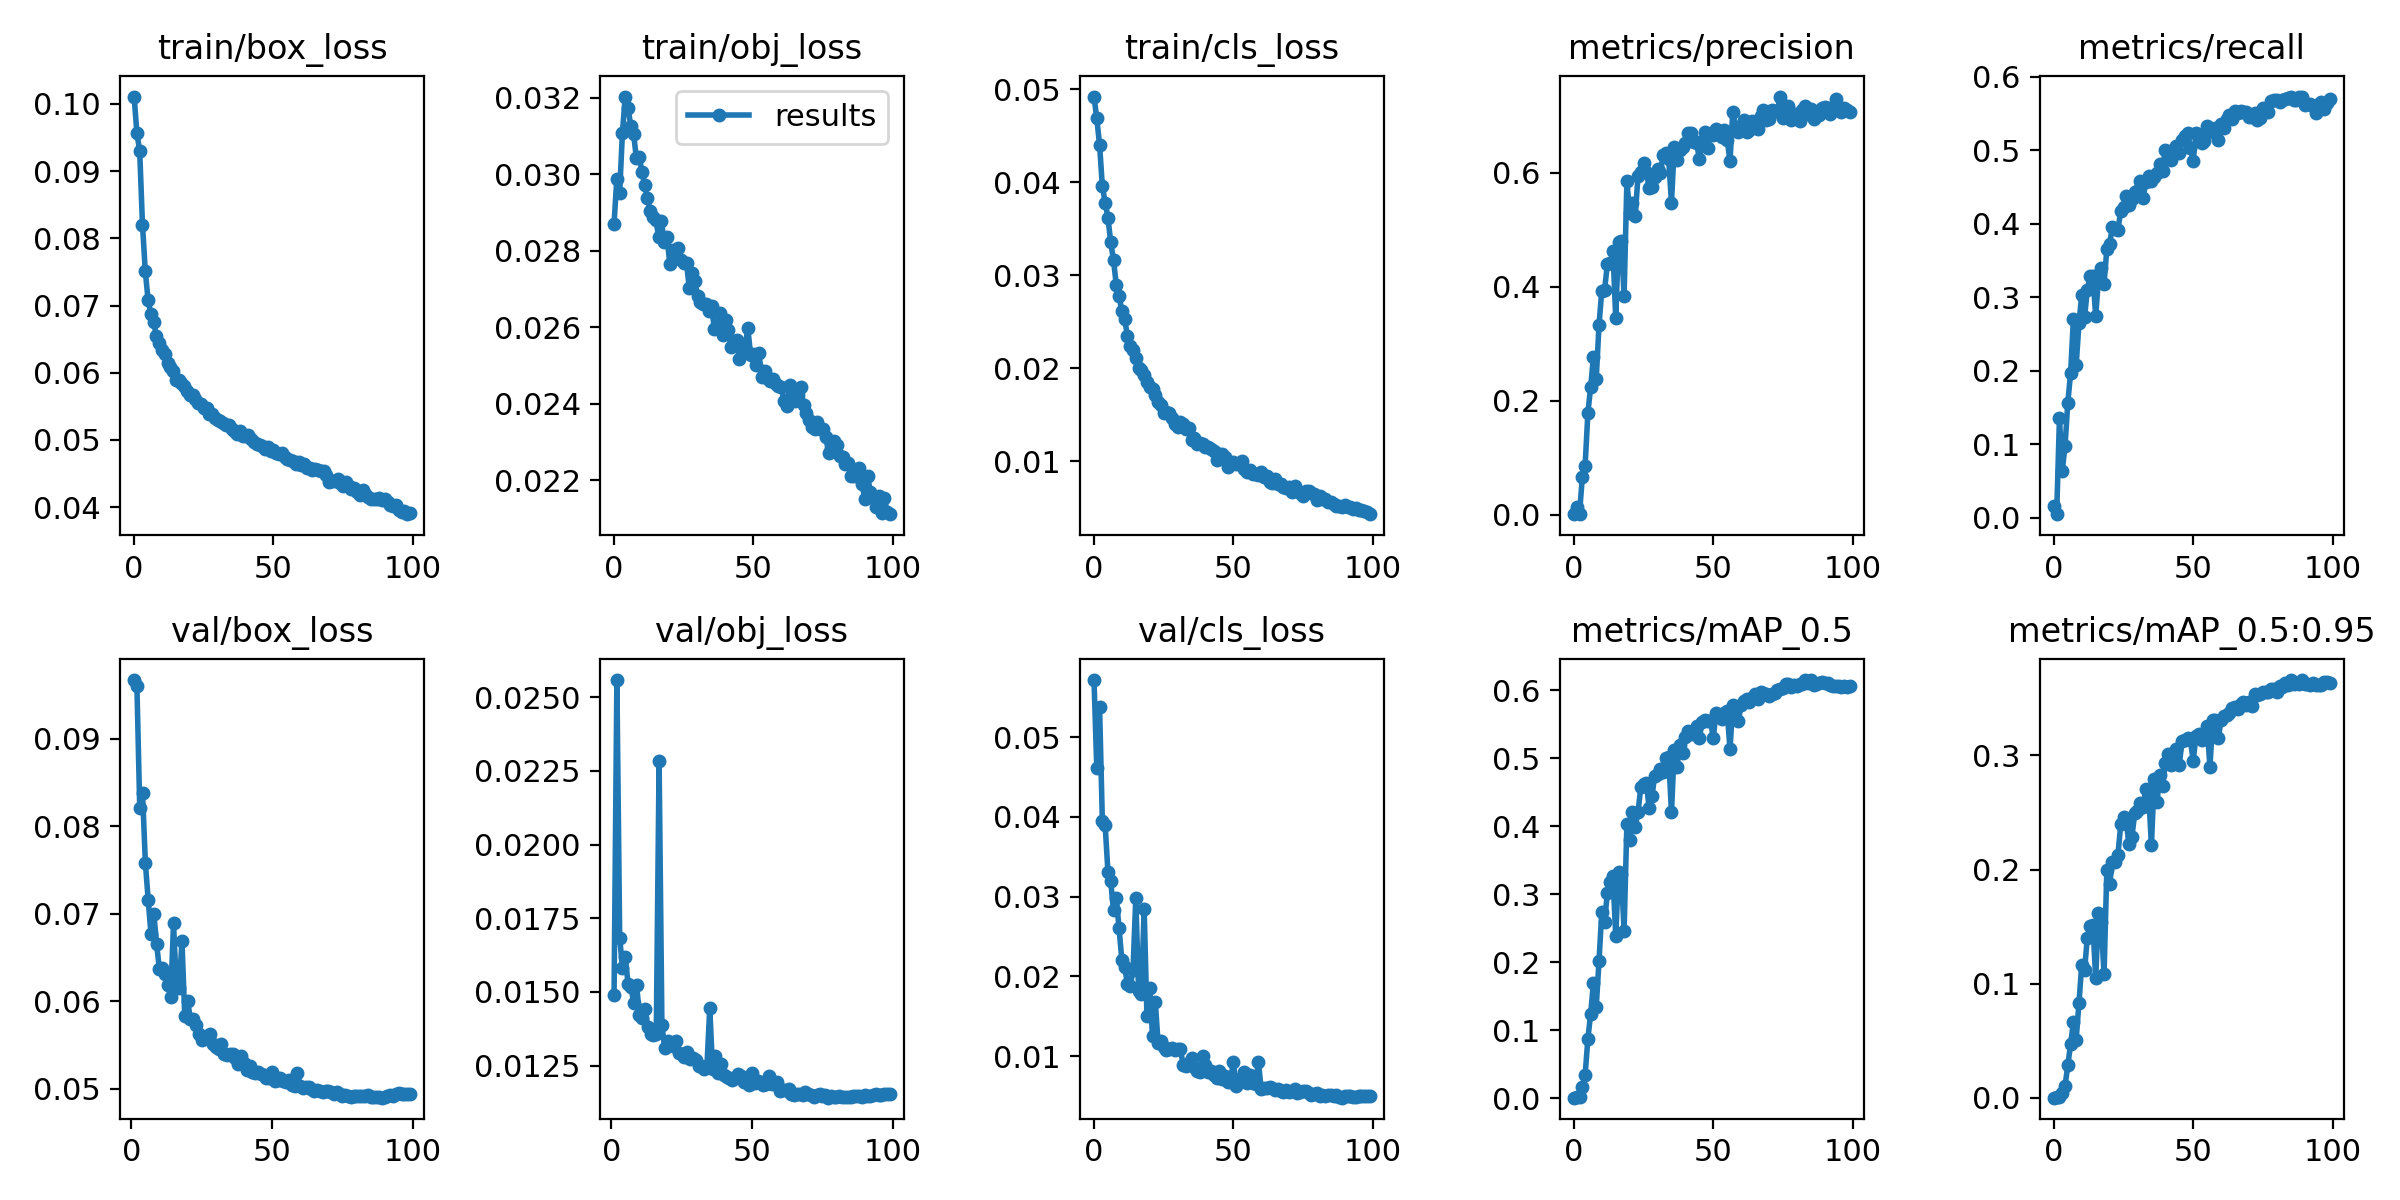 train/box_loss
0.10
0.09
0.08
0.07
0.06
0.05
0.04
0 50 100
train/obj_loss
results
0.032
0.030
0.028
0.026
0.024
0.022
0 50 100
train/cls_loss
0.05
0.04
0.03
0.02
0.01
0 50 100
metrics/precision
0.6
0.4
0.2
0.0
0 50 100
metrics/recall
0.6
0.5
0.4
0.3
0.2
0.1
0.0
0 50 100
val/box_loss
0.09
0.08
0.07
0.06
0.05
0 50 100
val/obj_loss
0.0250
0.0225
0.0200
0.0175
0.0150
0.0125
0 50 100
val/cls_loss
0.05
0.04
0.03
0.02
0.01
0 50 100
metrics/mAP_0.5
0.6
0.5
0.4
0.3
0.2
0.1
0.0
0 50 100
metrics/mAP_0.5:0.95
0.3
0.2
0.1
0.0
0 50 100